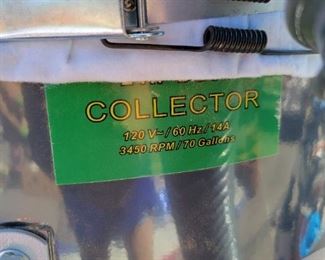 COLLECTOR
120 V~ / 60 Hz / 14A
3450 RPM / 70 Gallons